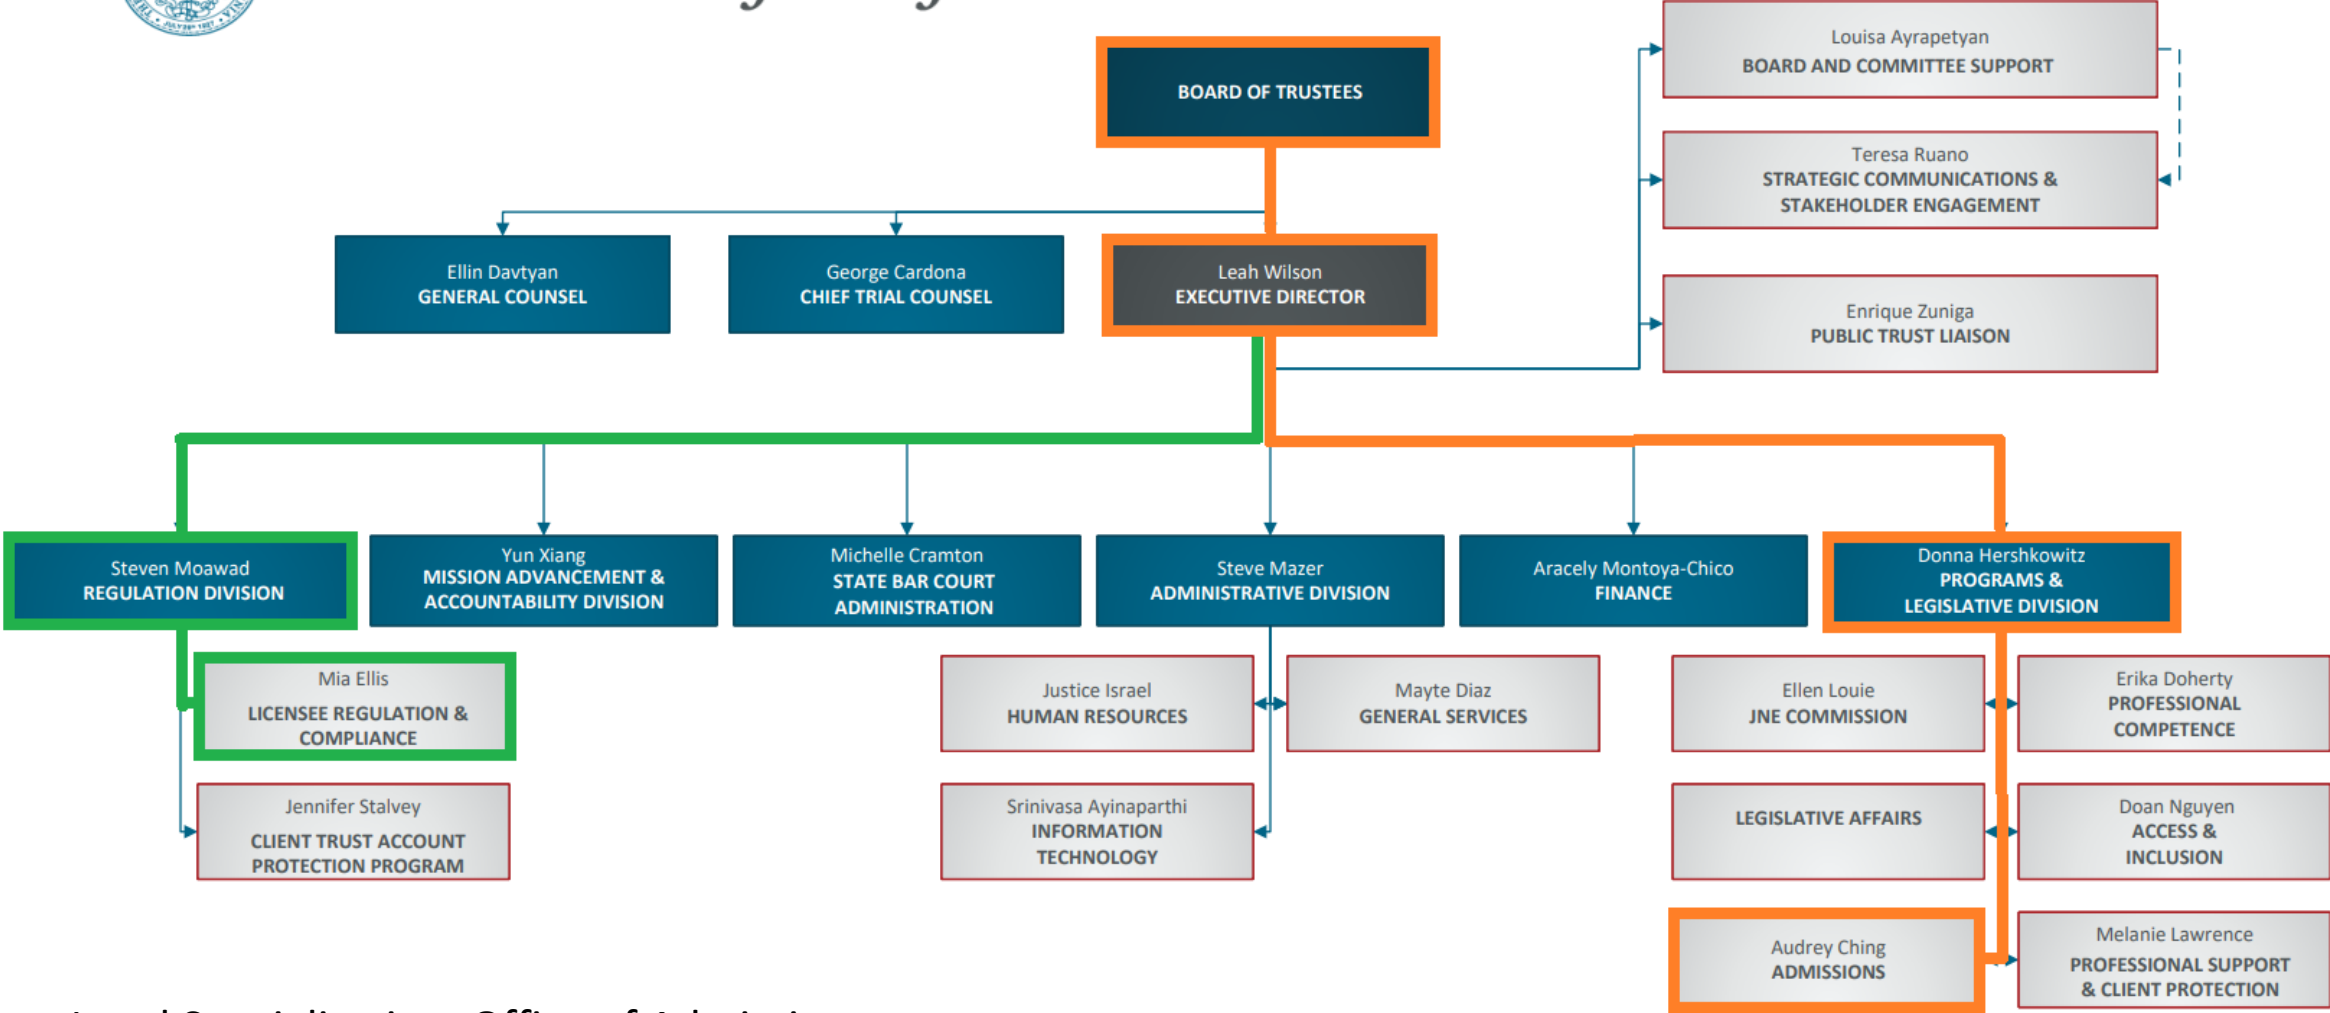 Louisa Ayrapetyan
BOARD AND COMMITTEE SUPPORT
BOARD OF TRUSTEES
Teresa Ruano
STRATEGIC COMMUNICATIONS &
STAKEHOLDER ENGAGEMENT
Ellin Davtyan
GENERAL COUNSEL
George Cardona
CHIEF TRIAL COUNSEL
Leah Wilson
EXECUTIVE DIRECTOR
Enrique Zuniga
PUBLIC TRUST LIAISON
Steven Moawad
REGULATION DIVISION
Yun Xiang
MISSION ADVANCEMENT &
ACCOUNTABILITY DIVISION
Michelle Cramton
STATE BAR COURT
ADMINISTRATION
Steve Mazer
ADMINISTRATIVE DIVISION
Aracely Montoya-Chico
FINANCE
Donna Hershkowitz
PROGRAMS &
LEGISLATIVE DIVISION
Mia Ellis
LICENSEE REGULATION &
COMPLIANCE
Justice Israel
HUMAN RESOURCES
Mayte Diaz
GENERAL SERVICES
Ellen Louie
JNE COMMISSION
Erika Doherty
PROFESSIONAL
COMPETENCE
Jennifer Stalvey
CLIENT TRUST ACCOUNT
PROTECTION PROGRAM
Srinivasa Ayinaparthi
INFORMATION
TECHNOLOGY
LEGISLATIVE AFFAIRS
Doan Nguyen
ACCESS &
INCLUSION
Audrey Ching
ADMISSIONS
Melanie Lawrence
PROFESSIONAL SUPPORT
& CLIENT PROTECTION